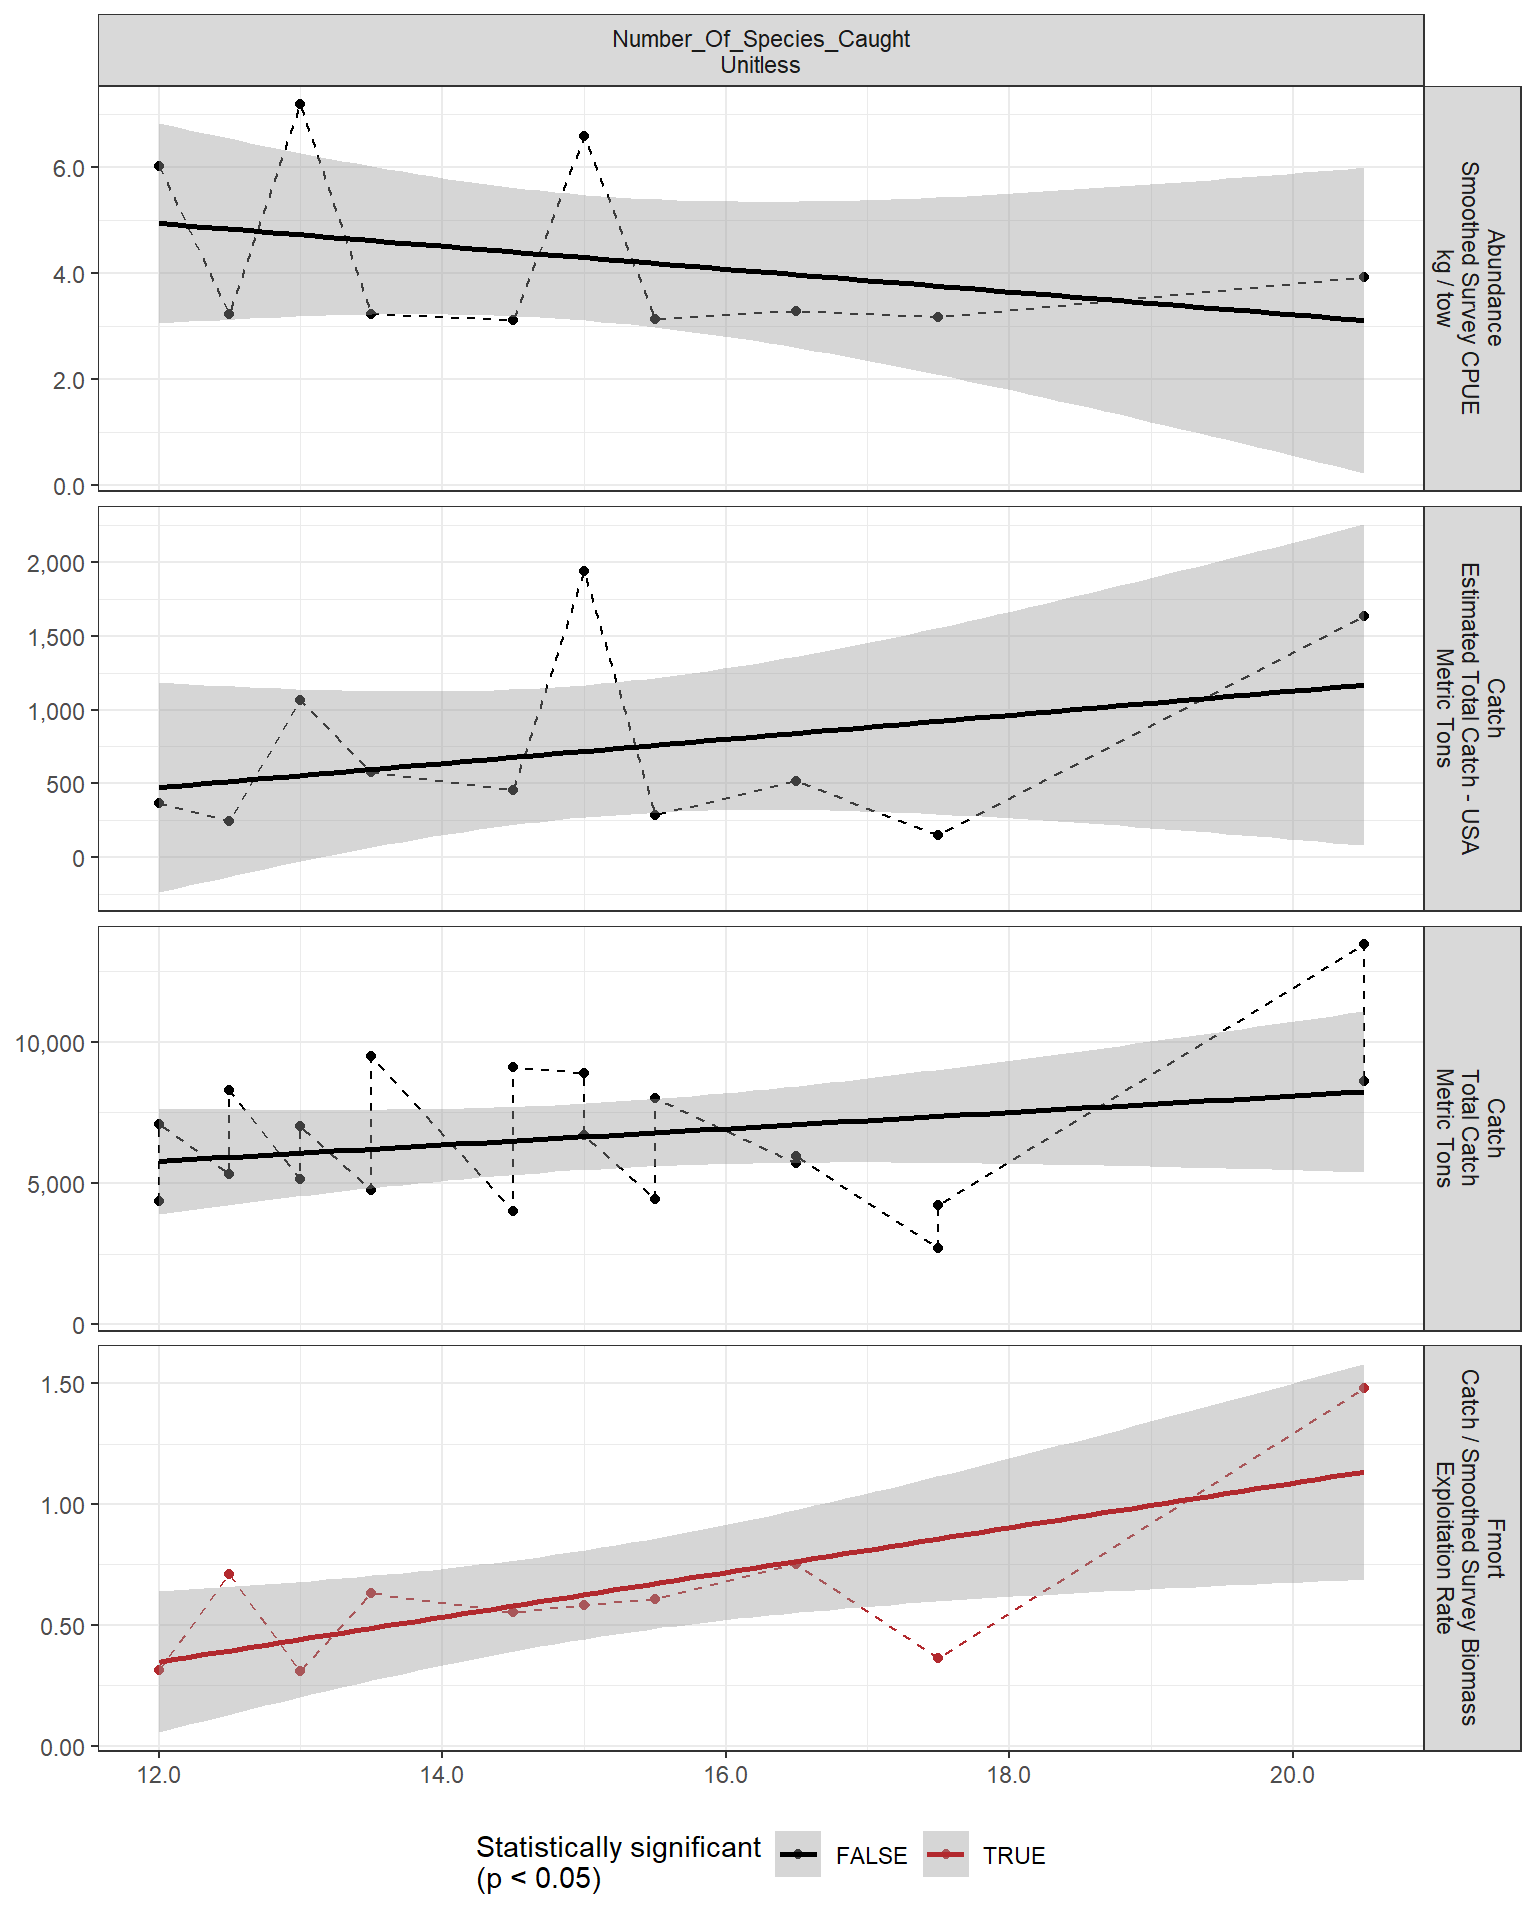 Number_Of_Species_Caught
Unitless
6.0
4.0
2.0
0.0
Abundance
Smoothed Survey CPUE
kg / tow
2,000
1,500
1,000
500
0
Catch
Estimated Total Catch - USA
Metric Tons
10,000
5,000
0
Catch
Total Catch
Metric Tons
1.50
1.00
0.50
0.00
Fmort
Catch / Smoothed Survey Biomass
Exploitation Rate
12.0 14.0 16.0 18.0 20.0
Statistically significant
(p < 0.05)
FALSE TRUE